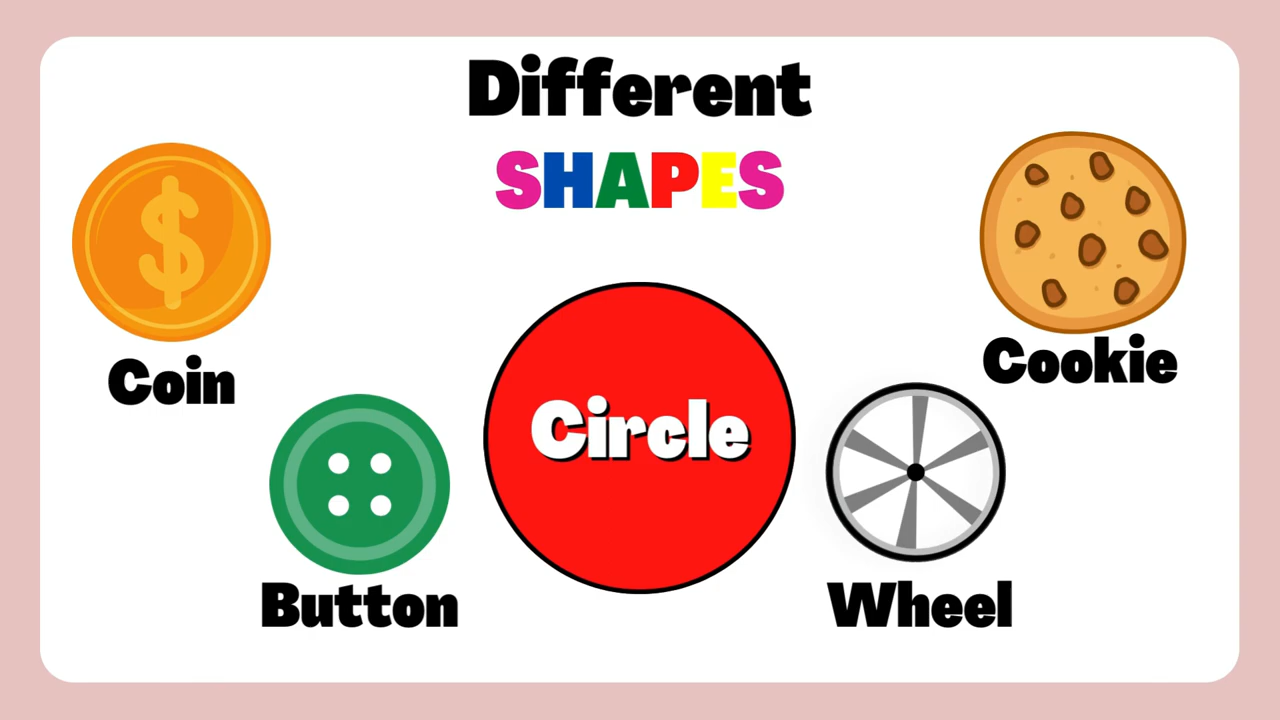 Different
SHAPES
$
Coin
Cookie
Circle
Button
Wheel